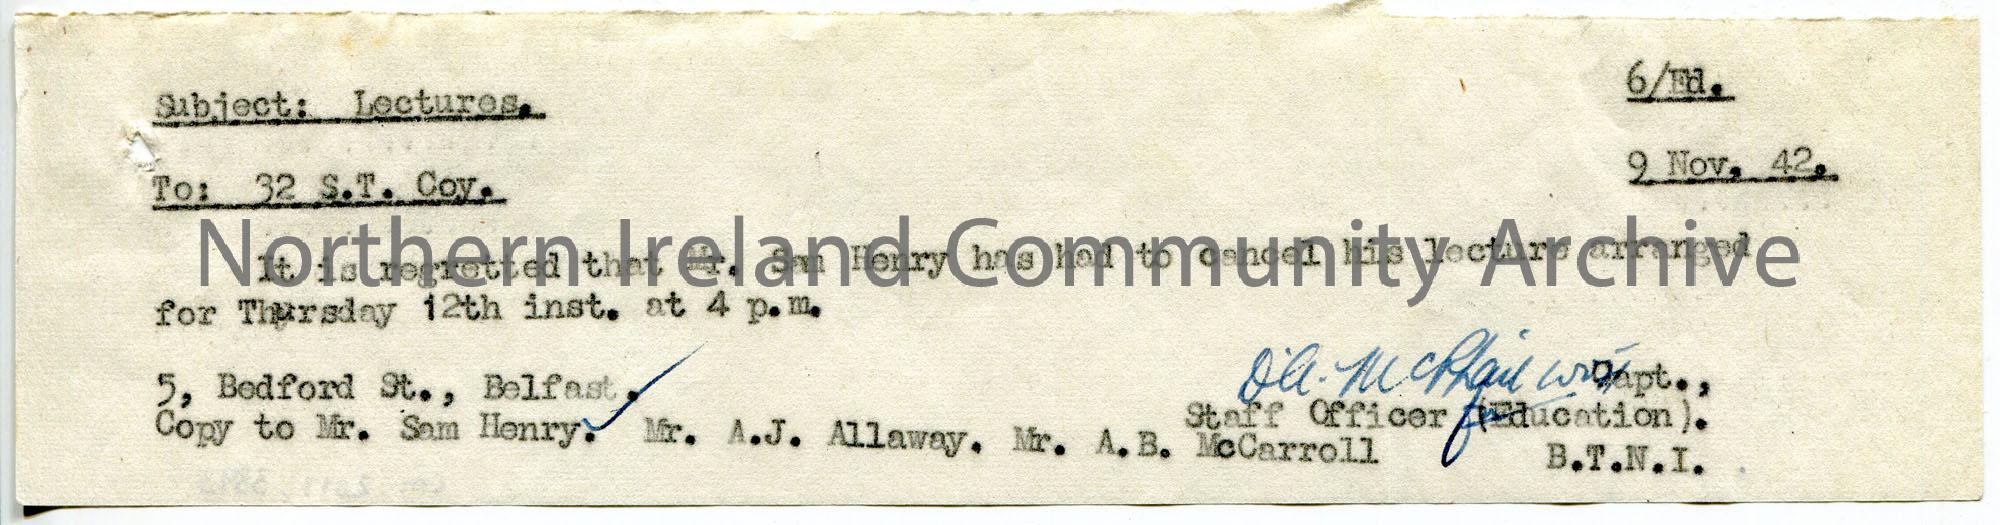 Subject: Lectures.
6/Ed.
9 Nov. 42.
To: 32 S.T. Coy.
Northern Ireland Community Archive
It is regretted that Mr. Sam Henry has had to cancel his lecture arranged
for Thursday 12th inst. at 4 p.m.
5, Bedford St., Belfast.
Capt.,
Staff Officer (Education).
Copy to Mr. Sam Henry. Mr. A.J. Allaway. Mr. A.B. McCarroll
B.T.N.I.